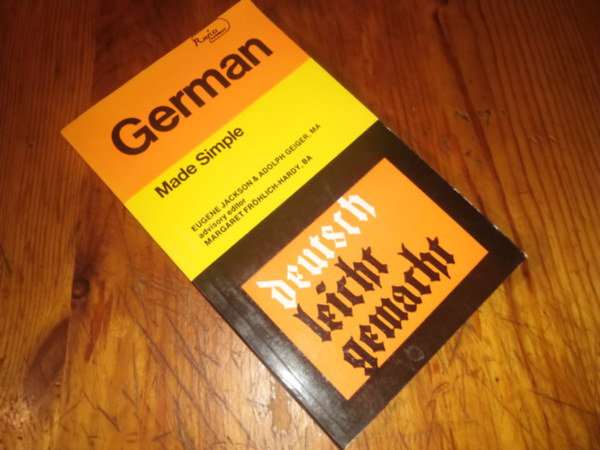 German
Made Simple
EUGENE JACKSON & ADOLPH GEIGER, MA
advisory editor
MARGARET FRÖHLICH-HARDY, BA
deutsch
leicht
gemacht